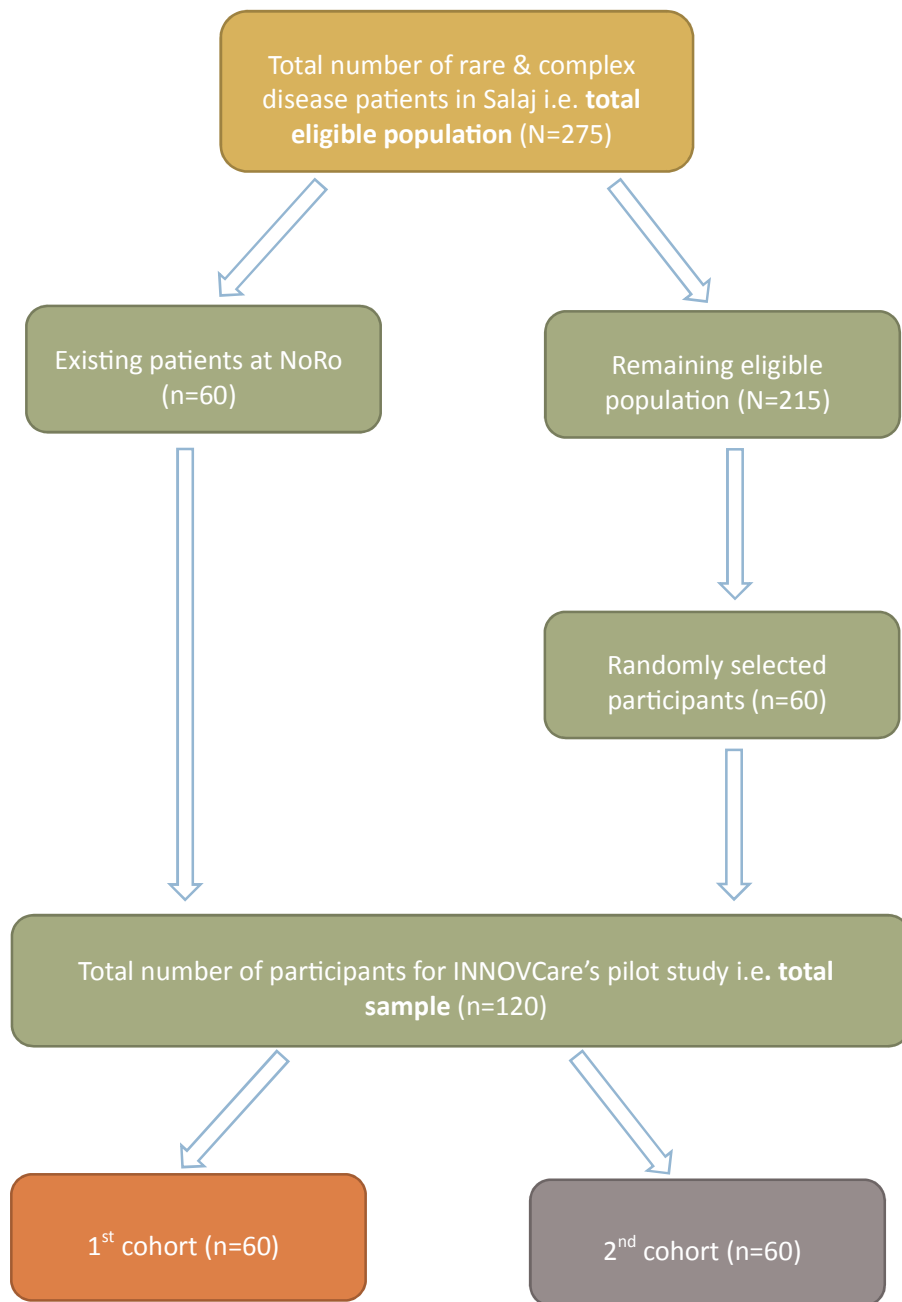 Total number of rare & complex
disease patients in Salaj i.e. total
eligible population (N=275)
Existing patients at NoRo
(n=60)
Remaining eligible
population (N=215)
Randomly selected
participants (n=60)
Total number of participants for INNOVCare’s pilot study i.e. total
sample (n=120)
1st cohort (n=60)
2nd cohort (n=60)